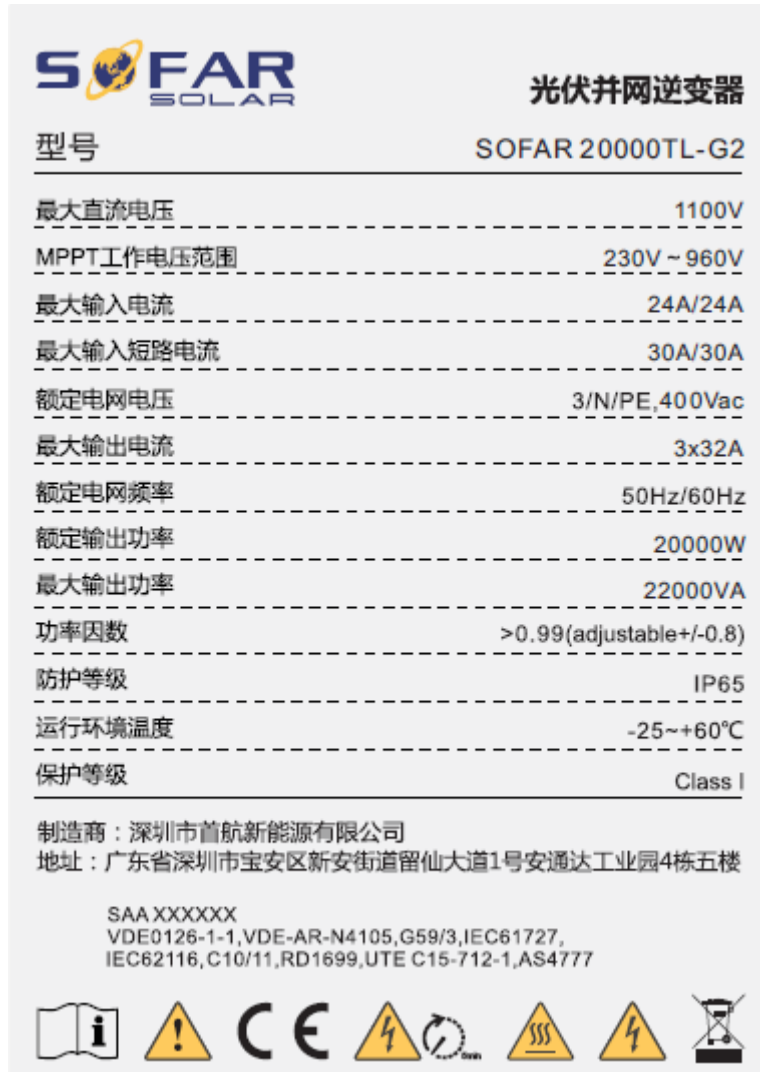 SOFAR
SOLAR
光伏并网逆变器
型号 SOFAR 20000TL-G2
最大直流电压 1100V
MPPT工作电压范围 230V~960V
最大输入电流 24A/24A
最大输入短路电流 30A/30A
额定电网电压 3/N/PE,400Vac
最大输出电流 3x32A
额定电网频率 50Hz/60Hz
额定输出功率 20000W
最大输出功率 22000VA
功率因数 >0.99(adjustable+/-0.8)
防护等级 IP65
运行环境温度 -25~+60℃
保护等级 Class I
制造商：深圳市首航新能源有限公司
地址：广东省深圳市宝安区新安街道留仙大道1号安通达工业园4栋五楼
SAA XXXXXX
VDE0126-1-1,VDE-AR-N4105,G59/3,IEC61727,
IEC62116,C10/11,RD1699,UTE C15-712-1,AS4777
i ! CE